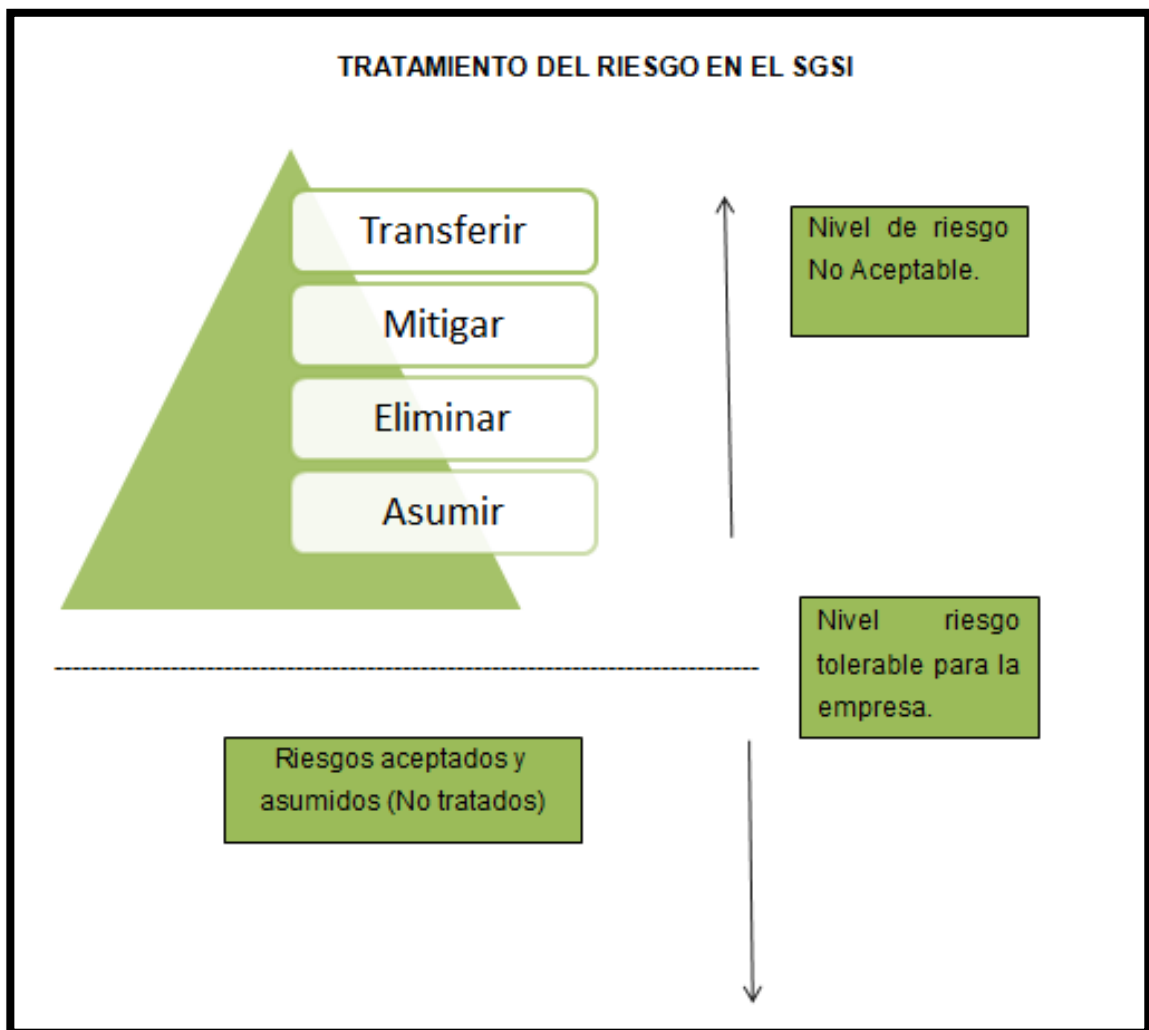 TRATAMIENTO DEL RIESGO EN EL SGSI
Transferir
Mitigar
Eliminar
Asumir
Nivel de riesgo
No Aceptable.
Nivel riesgo
tolerable para la
empresa.
Riesgos aceptados y
asumidos (No tratados)